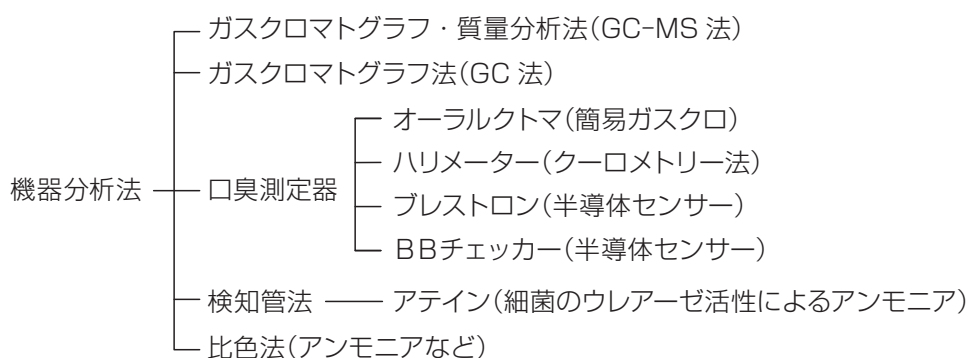 ガスクロマトグラフ・質量分析法(GC-MS 法)
ガスクロマトグラフ法(GC 法)
機器分析法
口臭測定器
オーラルクトマ(簡易ガスクロ)
ハリメーター(クーロメトリー法)
ブレストロン(半導体センサー)
BBチェッカー(半導体センサー)
検知管法
アテイン(細菌のウレアーゼ活性によるアンモニア)
比色法(アンモニアなど)